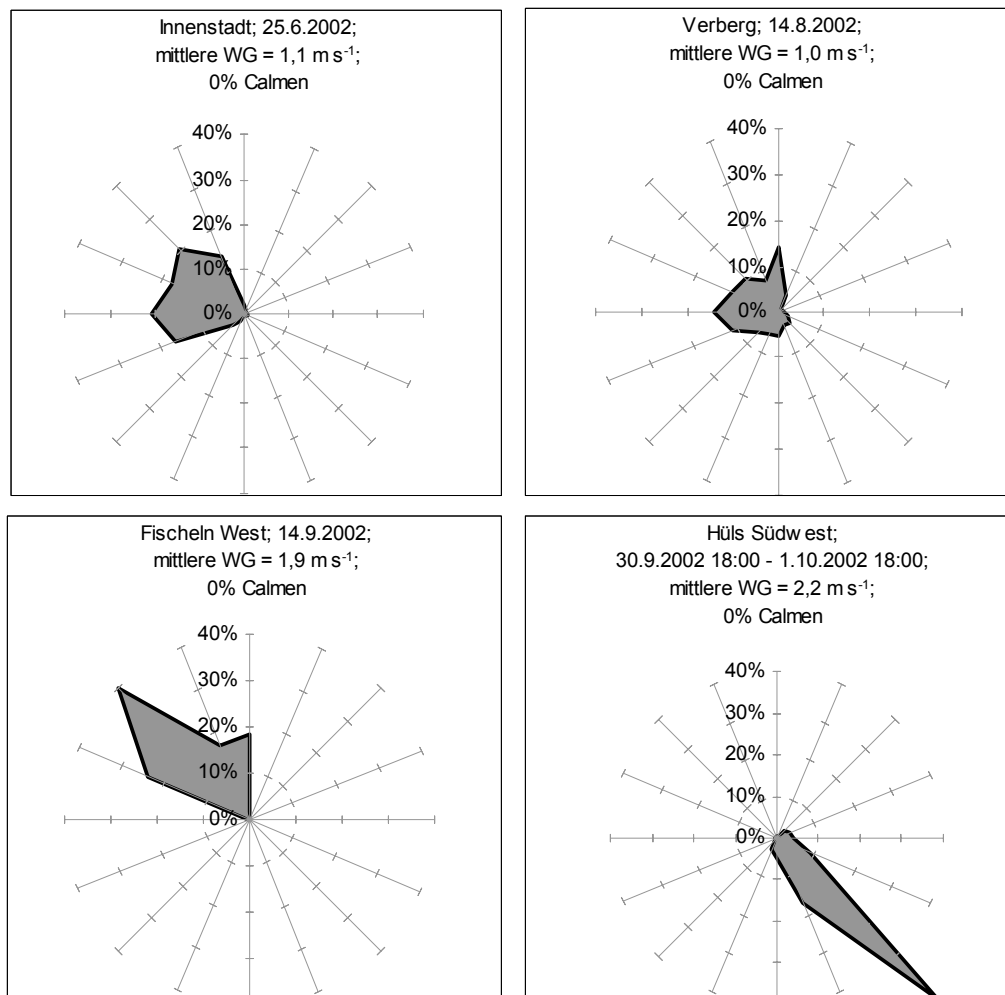 Innenstadt; 25.6.2002;
mittlere WG = 1,1 m s-1;
0% Calmen
40%
30%
20%
10%
0%
Verberg; 14.8.2002;
mittlere WG = 1,0 m s-1;
0% Calmen
40%
30%
20%
10%
0%
Fischeln West; 14.9.2002;
mittlere WG = 1,9 m s-1;
0% Calmen
40%
30%
20%
10%
0%
Hüls Südwest;
30.9.2002 18:00 - 1.10.2002 18:00;
mittlere WG = 2,2 m s-1;
0% Calmen
40%
30%
20%
10%
0%